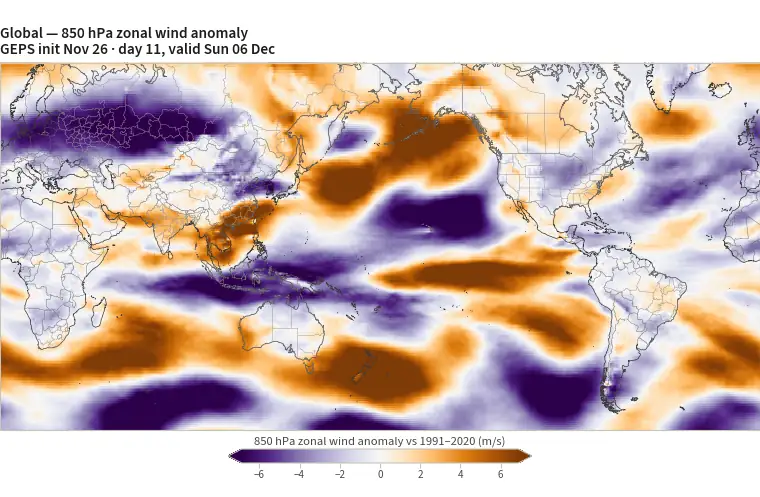 Global — 850 hPa zonal wind anomaly
GEPS init Nov 26 · day 11, valid Sun 06 Dec
850 hPa zonal wind anomaly vs 1991–2020 (m/s)
−6 −4 −2 0 2 4 6